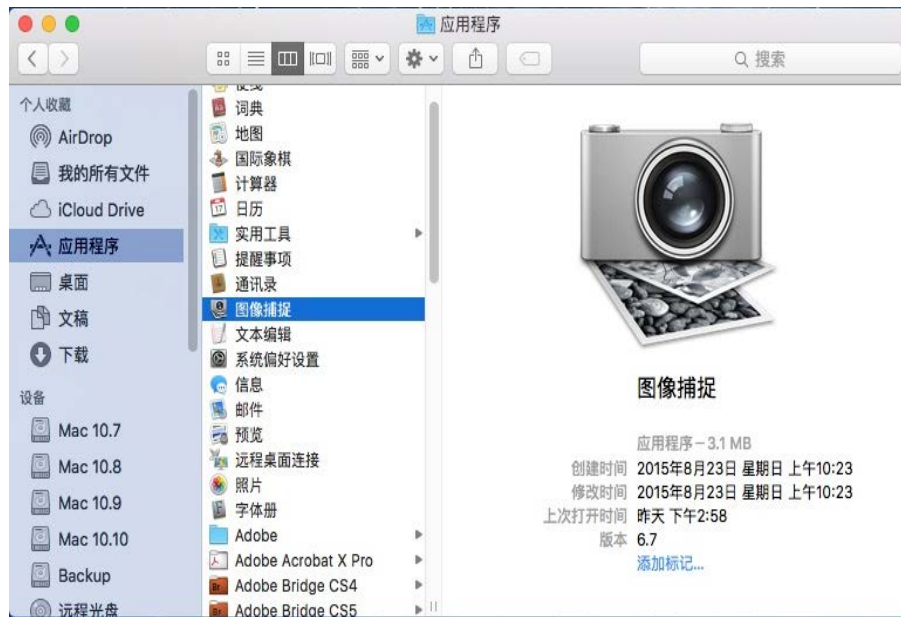 应用程序
搜索
个人收藏
AirDrop
我的所有文件
iCloud Drive
应用程序
桌面
文稿
下载
设备
Mac 10.7
Mac 10.8
Mac 10.9
Mac 10.10
Backup
远程光盘
词典
地图
国际象棋
计算器
日历
实用工具
提醒事项
通讯录
图像捕捉
文本编辑
系统偏好设置
信息
邮件
预览
远程桌面连接
照片
字体册
Adobe
Adobe Acrobat X Pro
Adobe Bridge CS4
Adobe Bridge CS5
图像捕捉
应用程序 – 3.1 MB
创建时间 2015年8月23日 星期日 上午10:23
修改时间 2015年8月23日 星期日 上午10:23
上次打开时间 昨天 下午2:58
版本 6.7
添加标记...